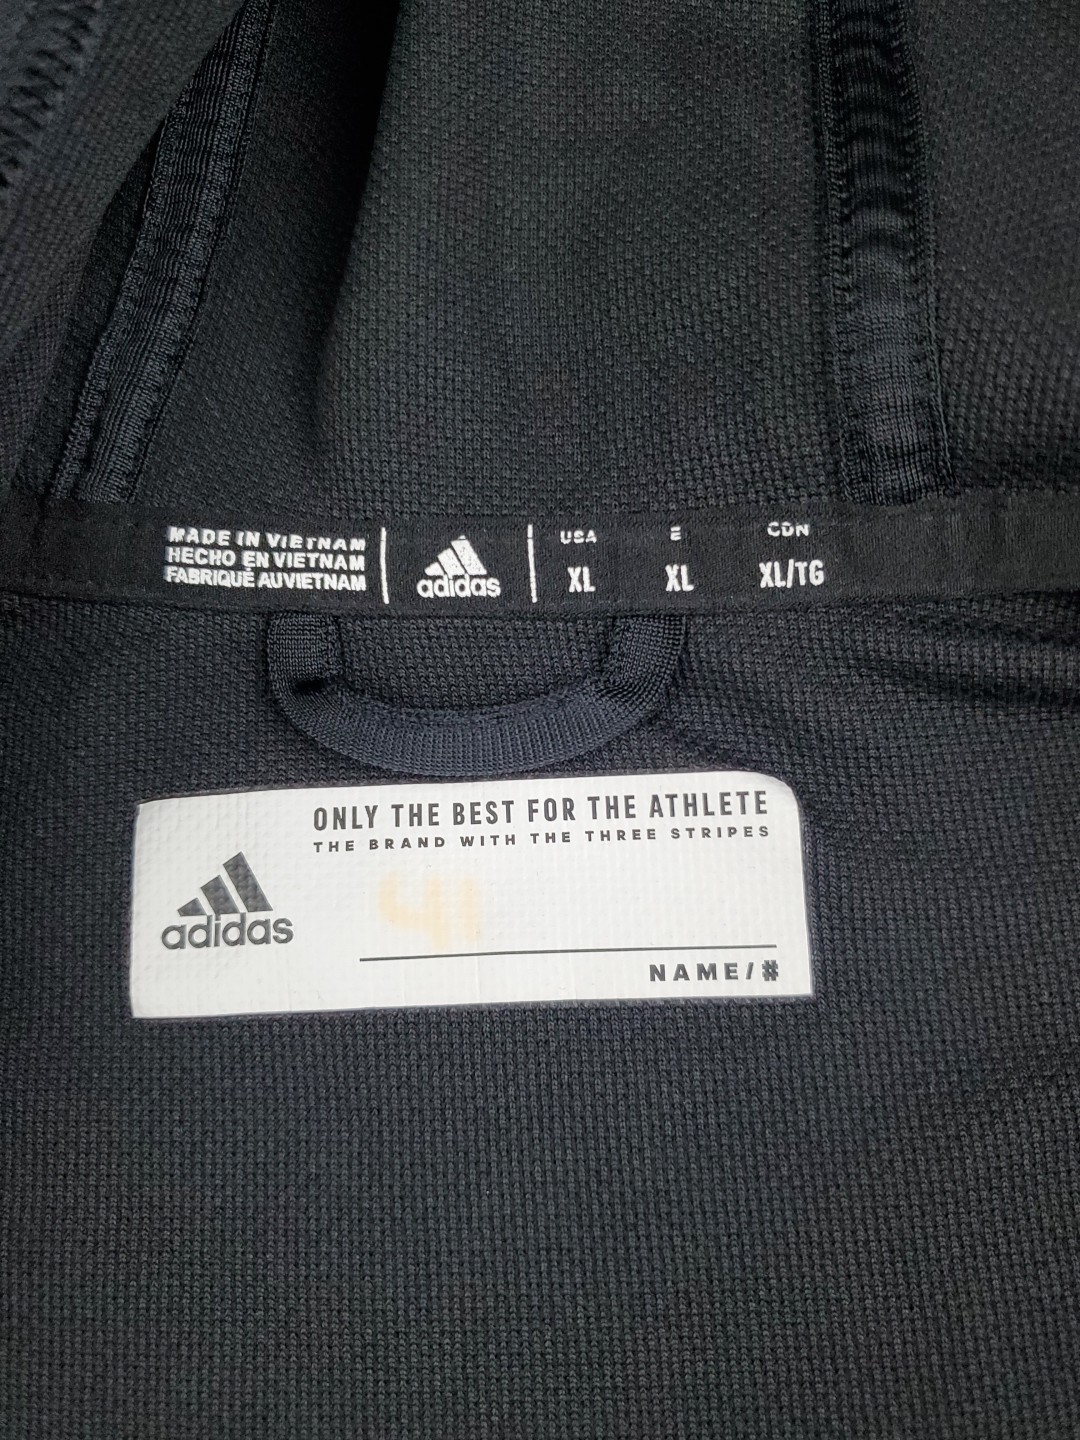 MADE IN VIETNAM
HECHO EN VIETNAM
FABRIQUÉ AU VIETNAM
adidas
USA E CDN
XL XL XL/TG
ONLY THE BEST FOR THE ATHLETE
THE BRAND WITH THE THREE STRIPES
adidas
41
NAME/#